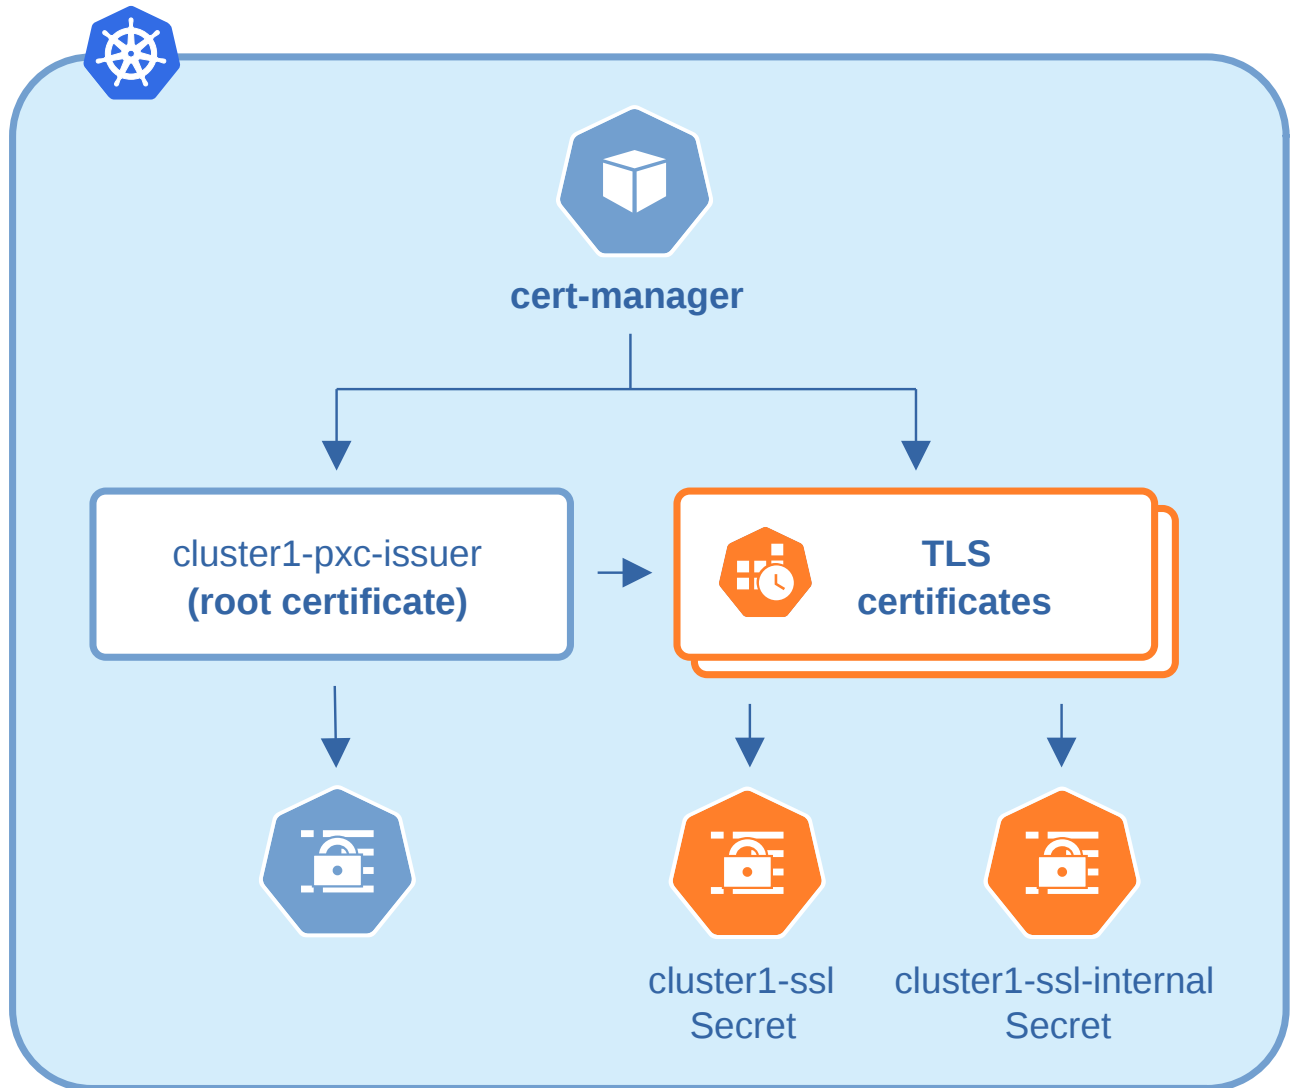 cert-manager
cluster1-pxc-issuer
(root certificate)
TLS
certificates
cluster1-ssl
Secret
cluster1-ssl-internal
Secret